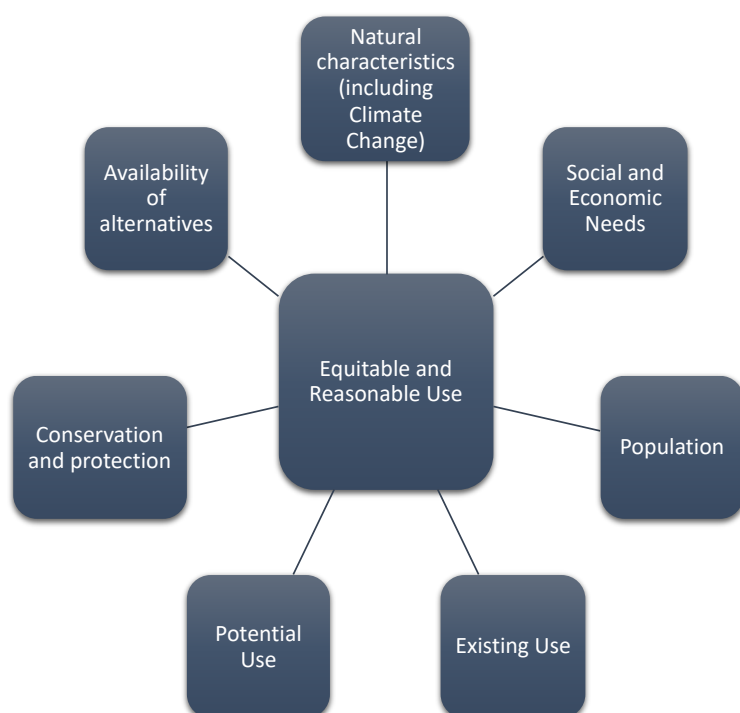 Natural
characteristics
(including
Climate
Change)
Social and
Economic
Needs
Population
Existing Use
Potential
Use
Conservation
and protection
Availability
of
alternatives
Equitable and
Reasonable Use